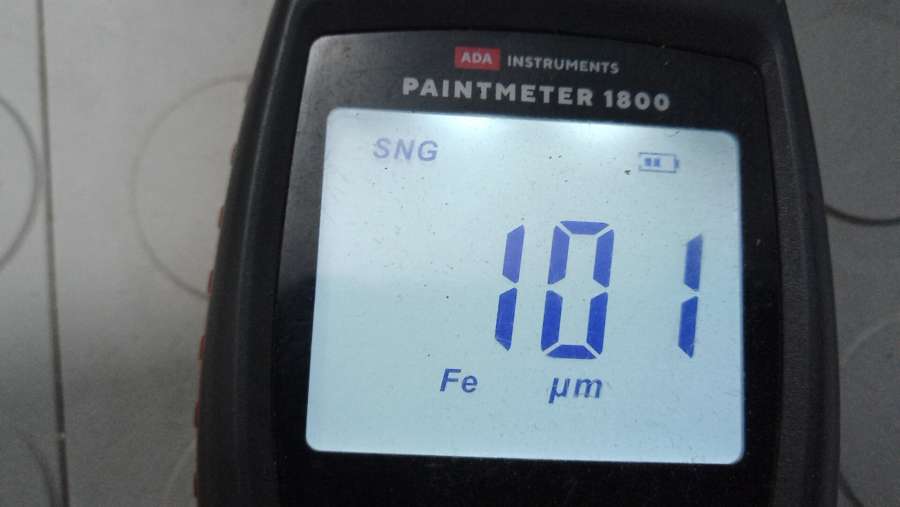 ADA INSTRUMENTS
PAINTMETER 1800
SNG
101
Fe µm